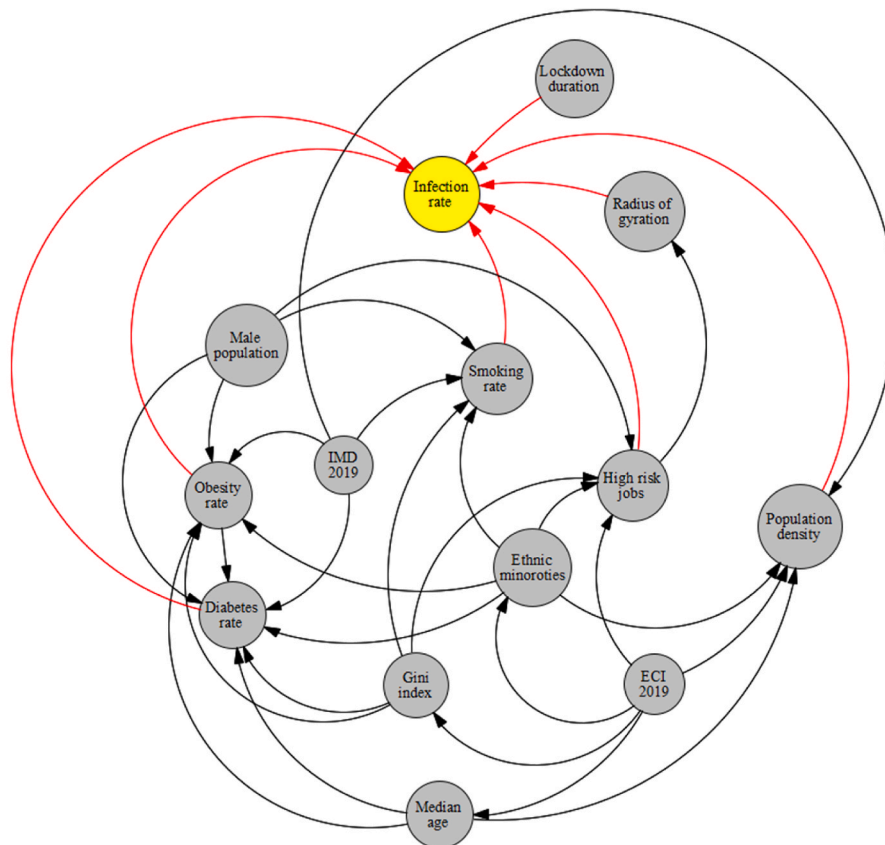 Lockdown
duration
Infection
rate
Radius of
gyration
Male
population
Smoking
rate
IMD
2019
High risk
jobs
Obesity
rate
Population
density
Ethnic
minoroties
Diabetes
rate
Gini
index
ECI
2019
Median
age